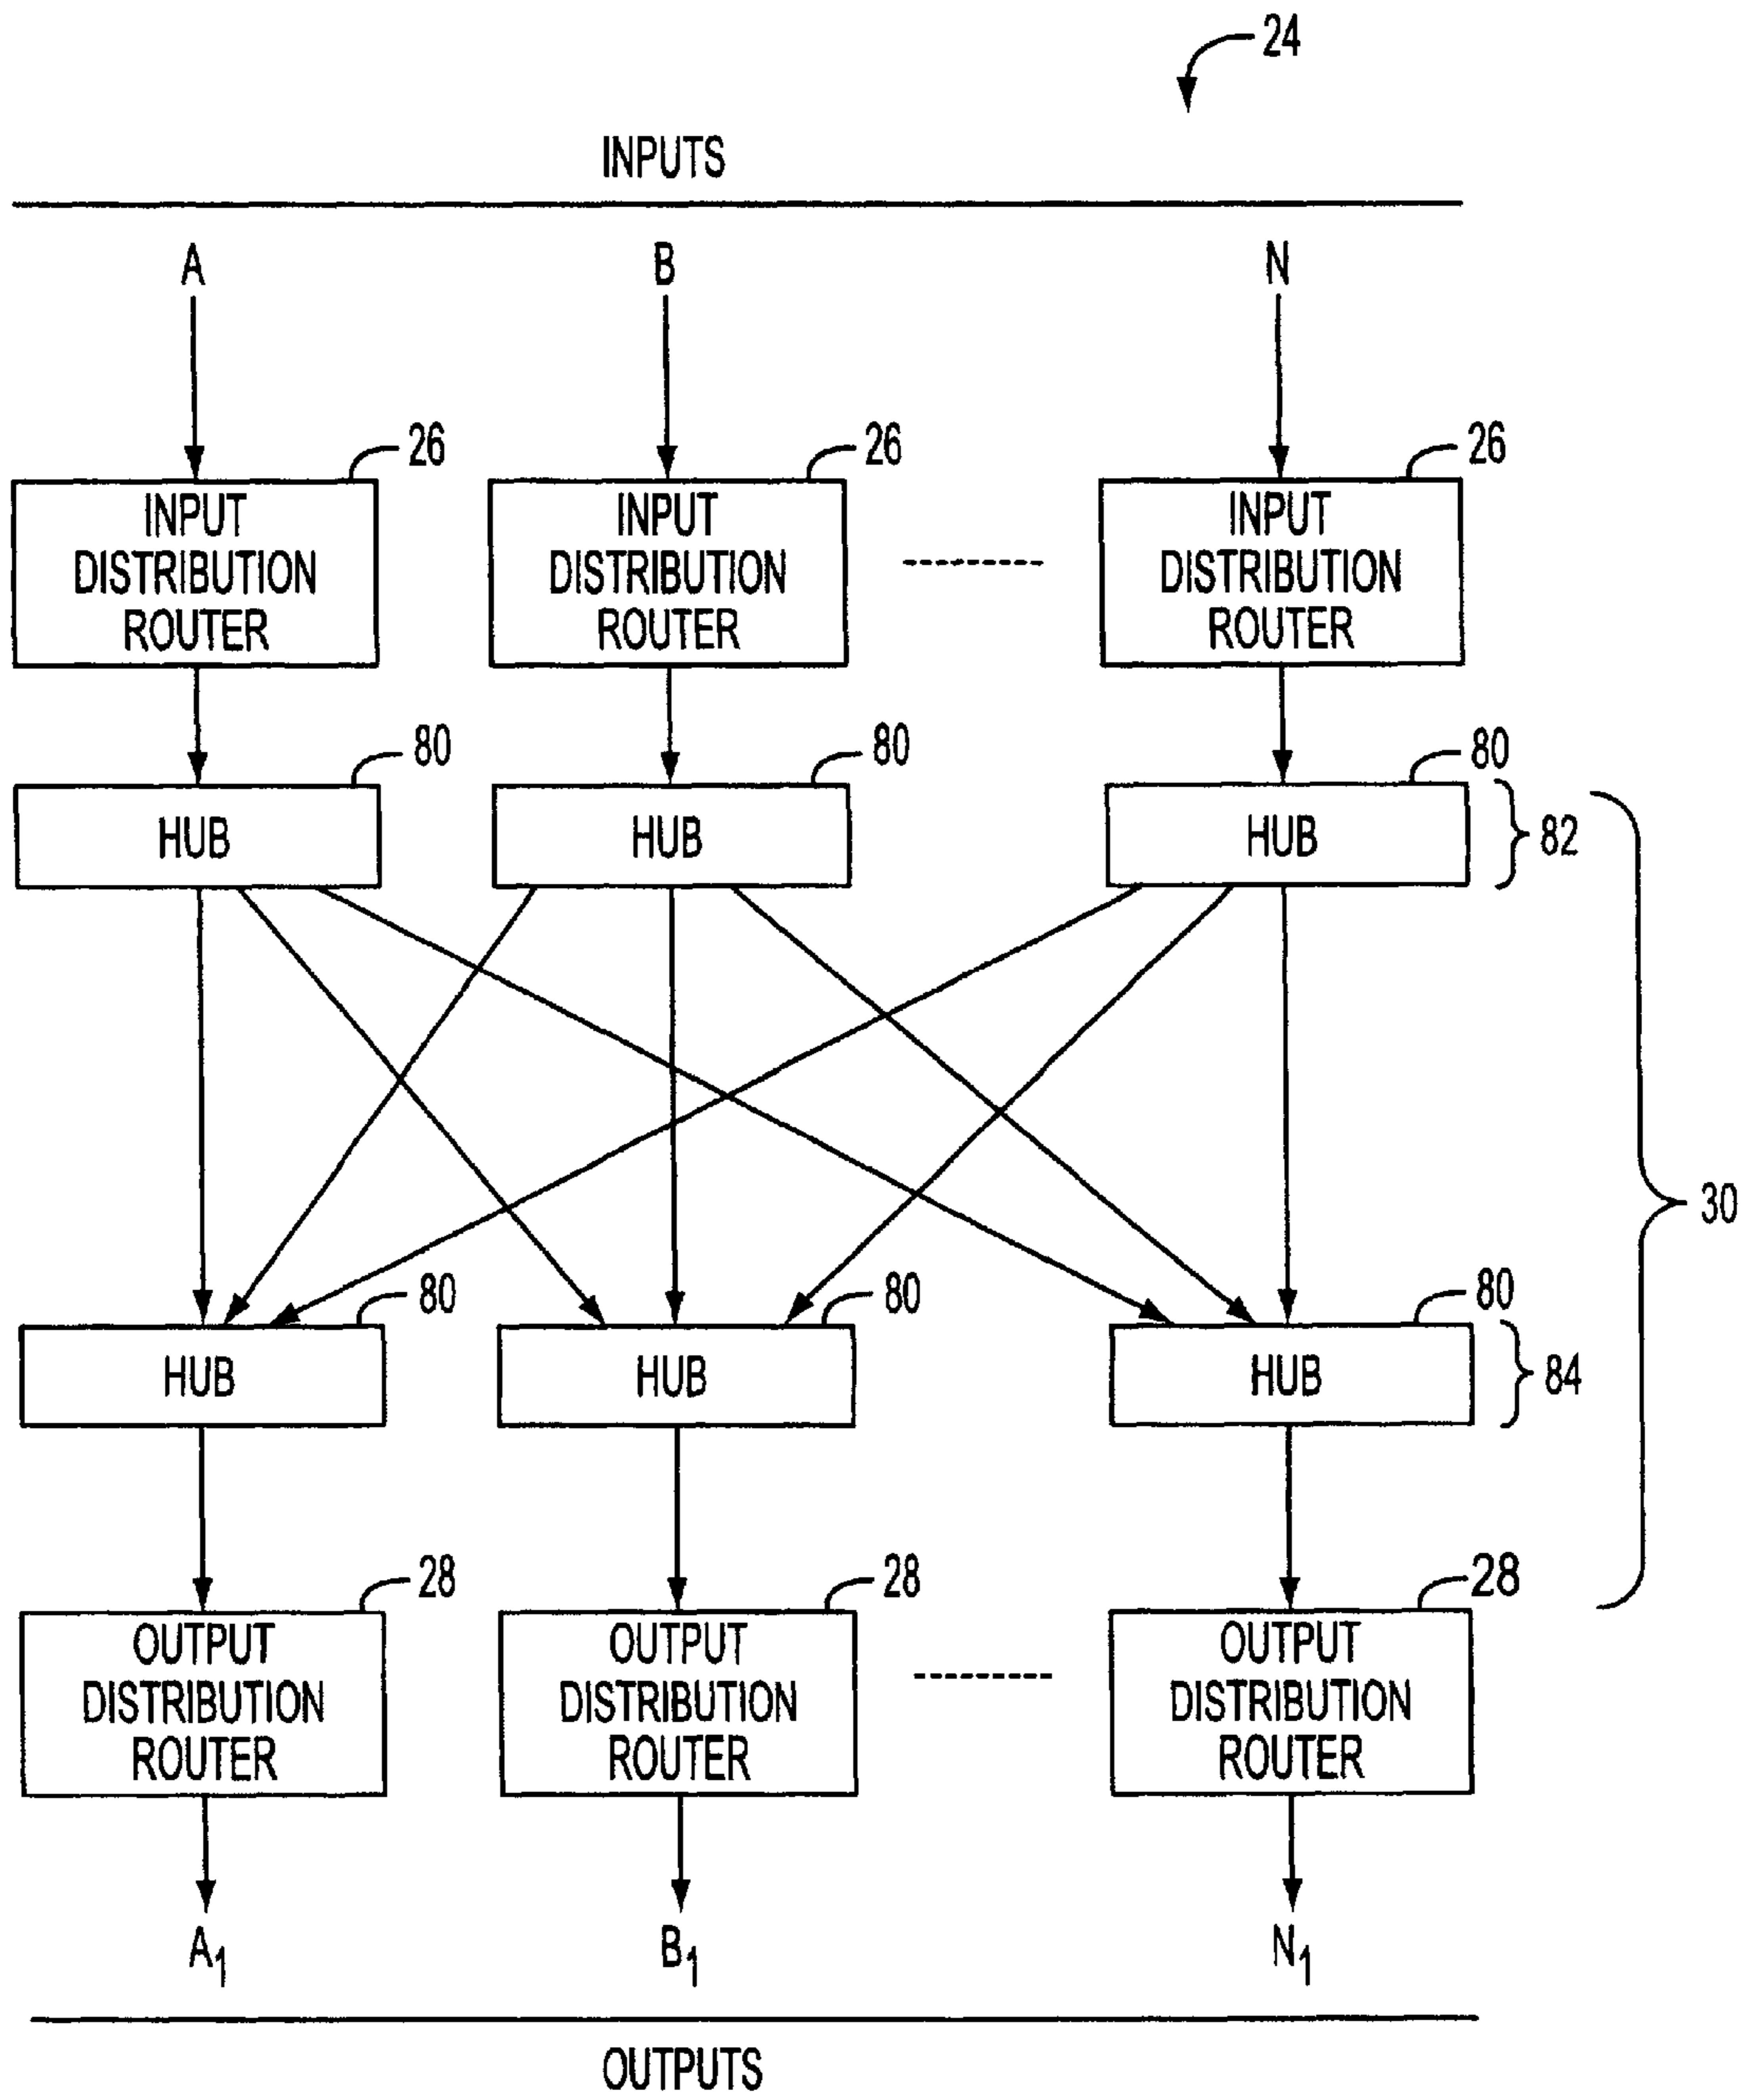 24
INPUTS
A B N
26 26 26
INPUT DISTRIBUTION ROUTER
INPUT DISTRIBUTION ROUTER
INPUT DISTRIBUTION ROUTER
80 80 80
HUB HUB HUB 82
30
80 80 80
HUB HUB HUB 84
28 28 28
OUTPUT DISTRIBUTION ROUTER
OUTPUT DISTRIBUTION ROUTER
OUTPUT DISTRIBUTION ROUTER
A1 B1 N1
OUTPUTS